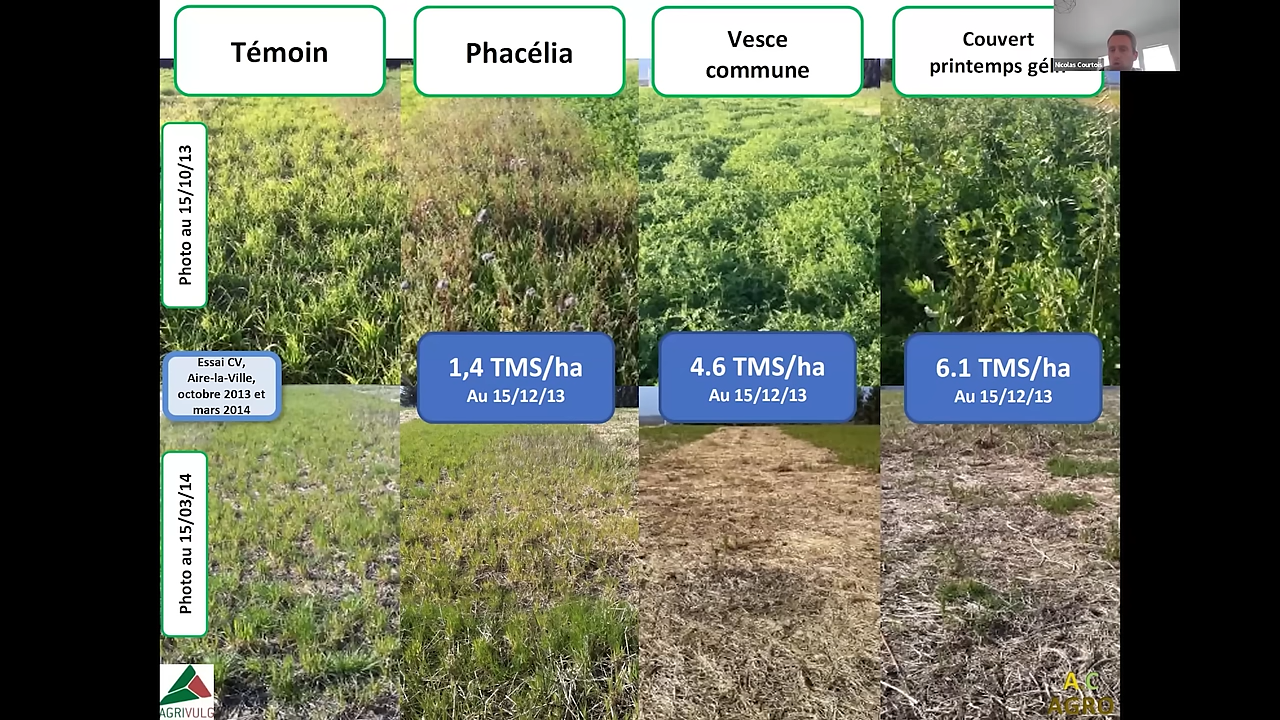 Témoin
Phacélia
Vesce
commune
Couvert
printemps
Nicolas Courtois
Photo au 15/10/13
1,4 TMS/ha
Au 15/12/13
4.6 TMS/ha
Au 15/12/13
6.1 TMS/ha
Au 15/12/13
Essai CV,
Aire-la-Ville,
octobre 2013 et
mars 2014
Photo au 15/03/14
AGRIVULG
A C
AGRO